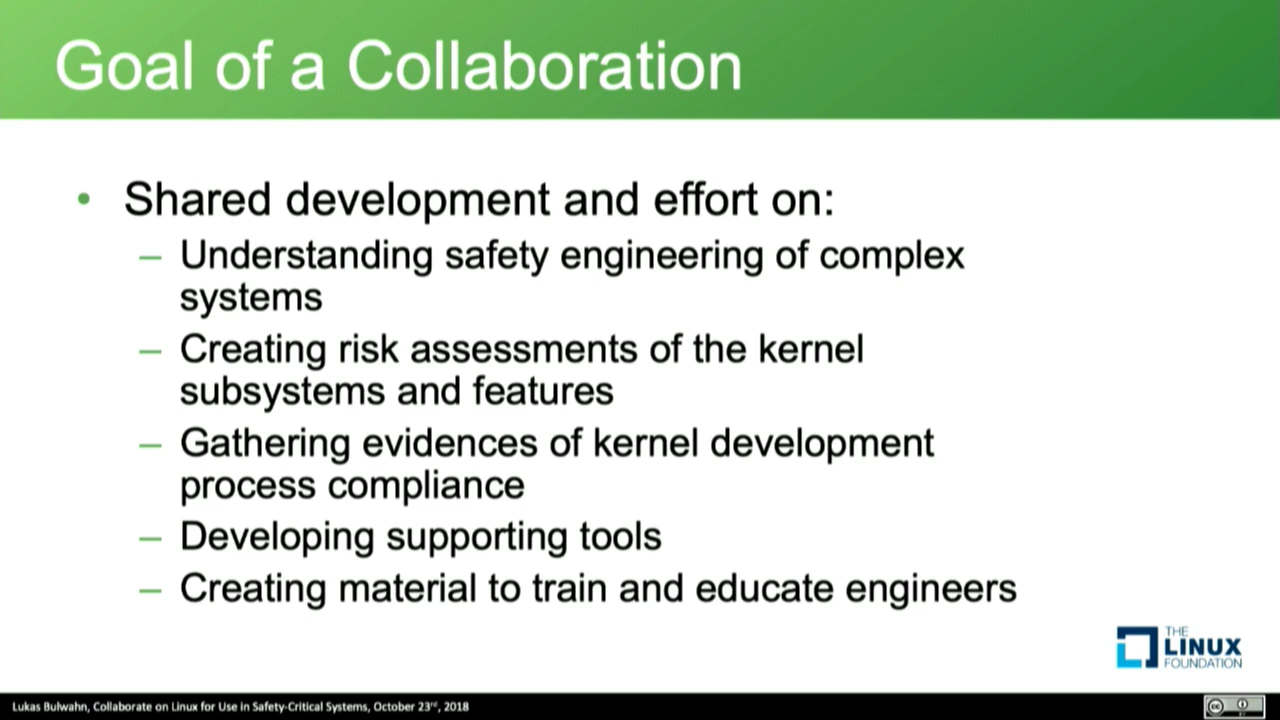 Goal of a Collaboration
• Shared development and effort on:
– Understanding safety engineering of complex
systems
– Creating risk assessments of the kernel
subsystems and features
– Gathering evidences of kernel development
process compliance
– Developing supporting tools
– Creating material to train and educate engineers
THE
LINUX
FOUNDATION
Lukas Bulwahn, Collaborate on Linux for Use in Safety-Critical Systems, October 23rd, 2018
cc